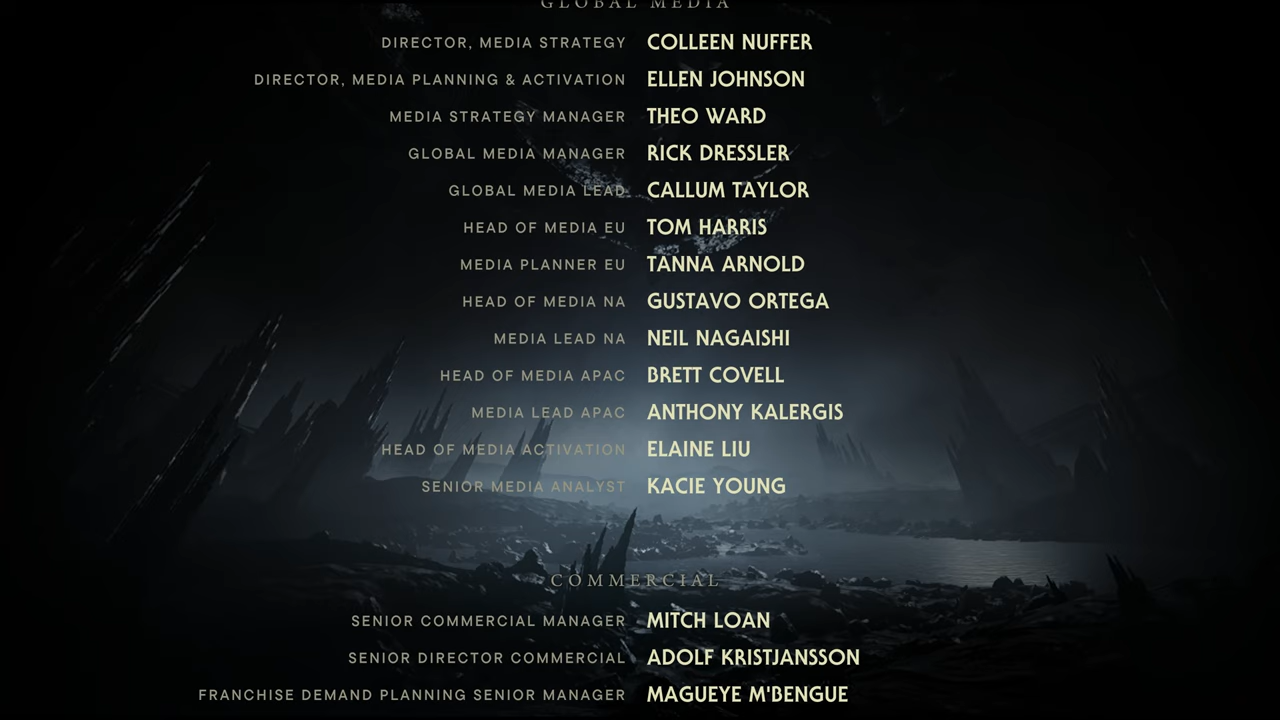 GLOBAL MEDIA
DIRECTOR, MEDIA STRATEGY COLLEEN NUFFER
DIRECTOR, MEDIA PLANNING & ACTIVATION ELLEN JOHNSON
MEDIA STRATEGY MANAGER THEO WARD
GLOBAL MEDIA MANAGER RICK DRESSLER
GLOBAL MEDIA LEAD CALLUM TAYLOR
HEAD OF MEDIA EU TOM HARRIS
MEDIA PLANNER EU TANNA ARNOLD
HEAD OF MEDIA NA GUSTAVO ORTEGA
MEDIA LEAD NA NEIL NAGAISHI
HEAD OF MEDIA APAC BRETT COVELL
MEDIA LEAD APAC ANTHONY KALERGIS
HEAD OF MEDIA ACTIVATION ELAINE LIU
SENIOR MEDIA ANALYST KACIE YOUNG
COMMERCIAL
SENIOR COMMERCIAL MANAGER MITCH LOAN
SENIOR DIRECTOR COMMERCIAL ADOLF KRISTJANSSON
FRANCHISE DEMAND PLANNING SENIOR MANAGER MAGUEYE M'BENGUE